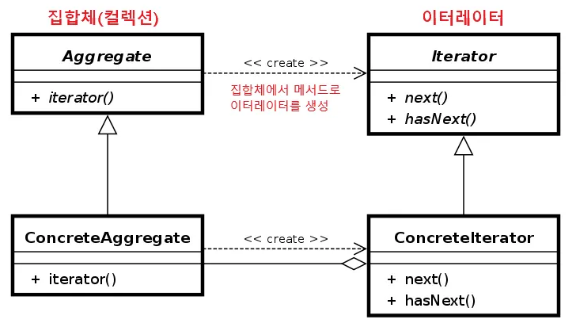 집합체(컬렉션)
이터레이터
Aggregate
+ iterator()
<< create >>
집합체에서 메서드로
이터레이터를 생성
Iterator
+ next()
+ hasNext()
ConcreteAggregate
+ iterator()
<< create >>
ConcreteIterator
+ next()
+ hasNext()